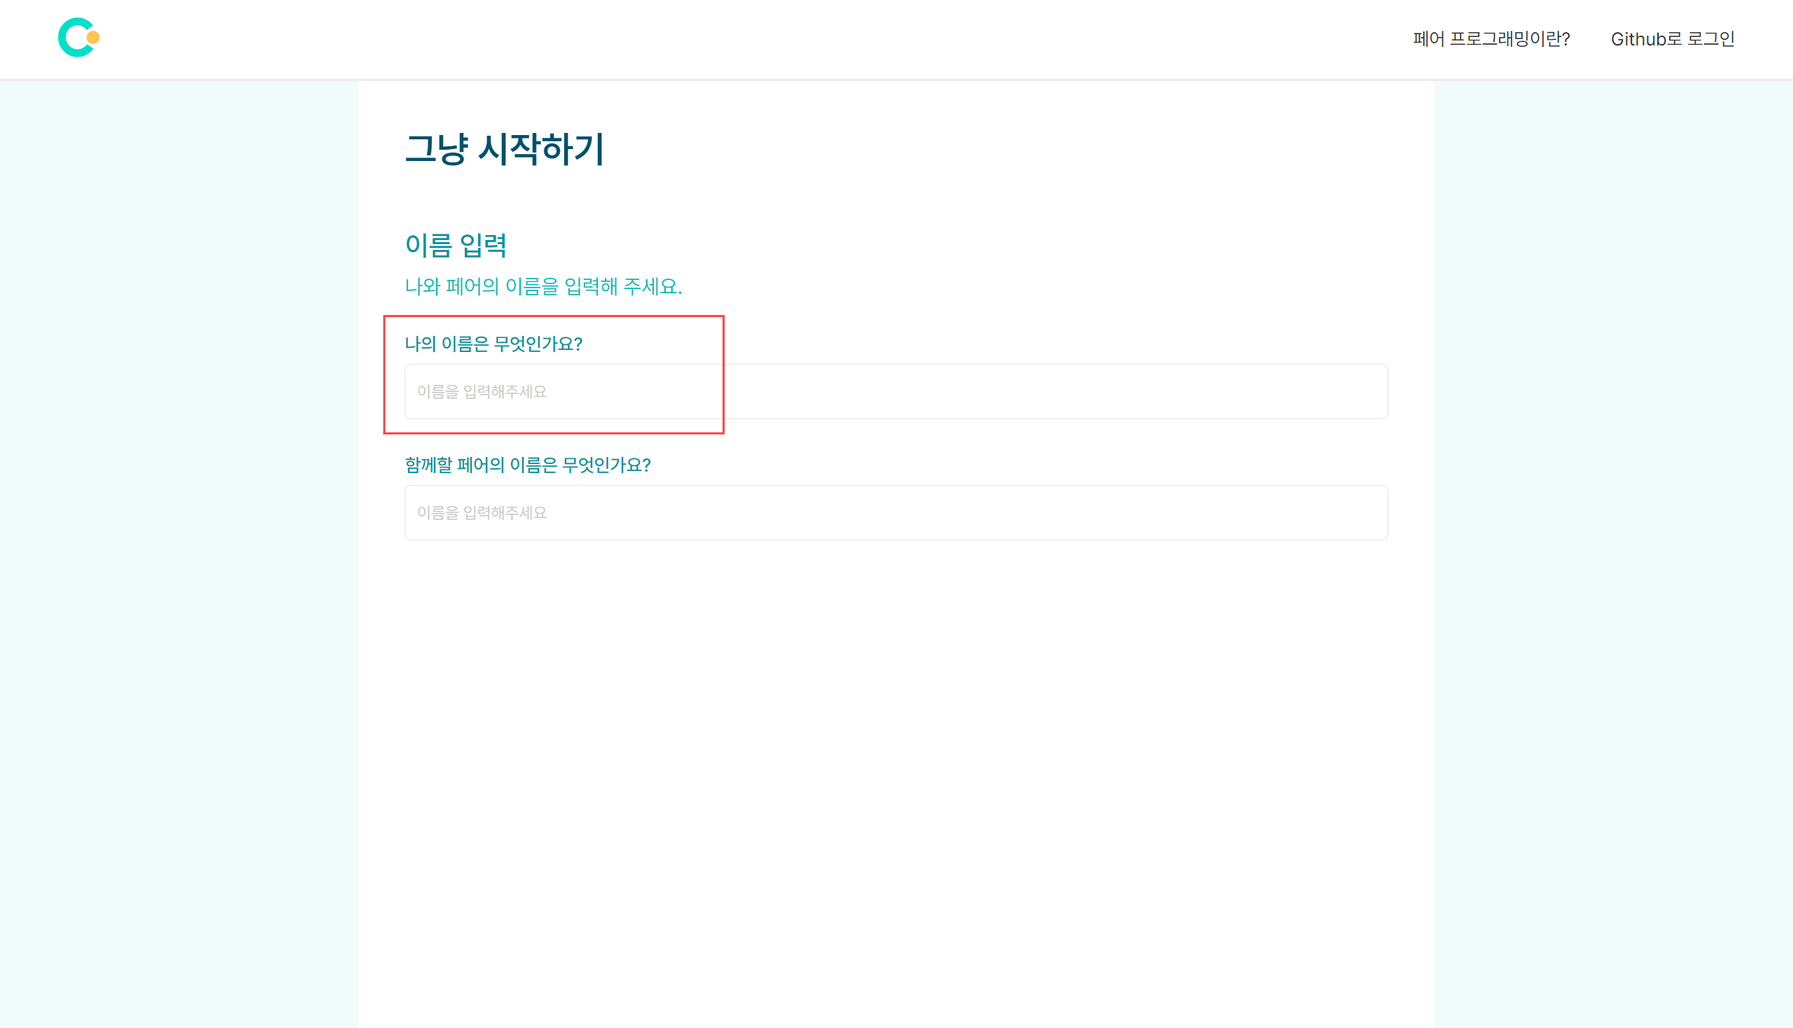 페어 프로그래밍이란? Github로 로그인
그냥 시작하기
이름 입력
나와 페어의 이름을 입력해 주세요.
나의 이름은 무엇인가요?
이름을 입력해주세요
함께할 페어의 이름은 무엇인가요?
이름을 입력해주세요